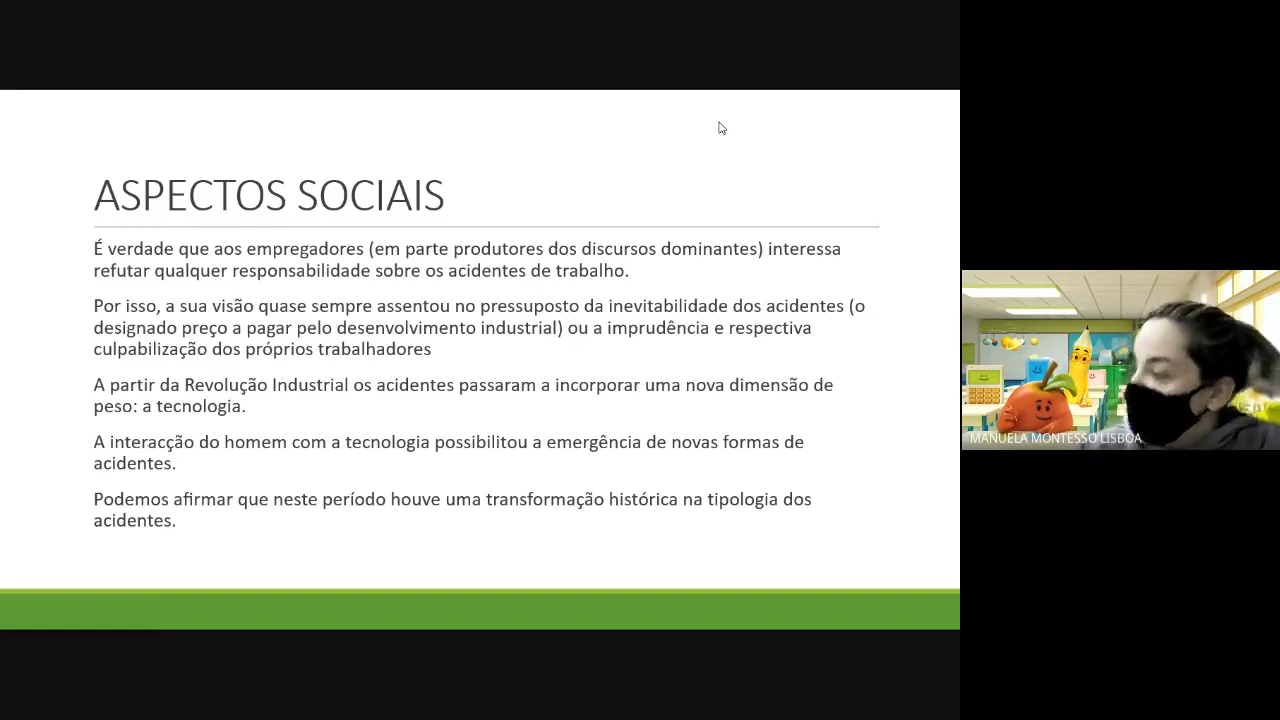 ASPECTOS SOCIAIS
É verdade que aos empregadores (em parte produtores dos discursos dominantes) interessa
refutar qualquer responsabilidade sobre os acidentes de trabalho.
Por isso, a sua visão quase sempre assentou no pressuposto da inevitabilidade dos acidentes (o
designado preço a pagar pelo desenvolvimento industrial) ou a imprudência e respectiva
culpabilização dos próprios trabalhadores
A partir da Revolução Industrial os acidentes passaram a incorporar uma nova dimensão de
peso: a tecnologia.
A interacção do homem com a tecnologia possibilitou a emergência de novas formas de
acidentes.
Podemos afirmar que neste período houve uma transformação histórica na tipologia dos
acidentes.
MANUELA MONTESSO LISBOA